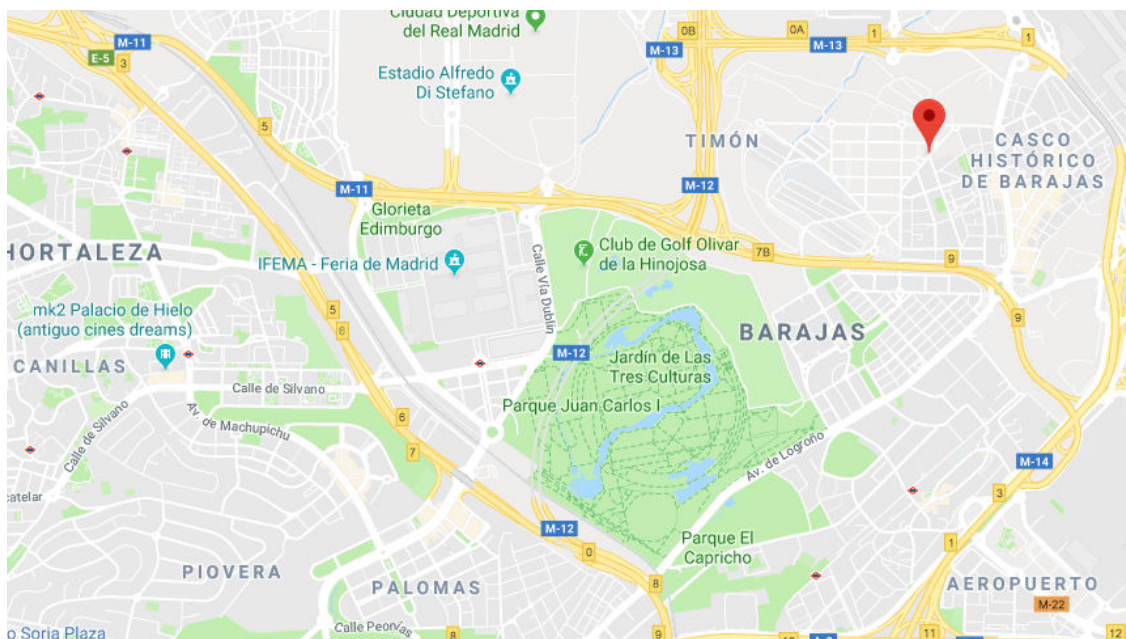 Ciudad Deportiva
del Real Madrid
0B
0A
1
1
M-11
M-13
M-13
E-5
3
Estadio Alfredo
Di Stefano
5
TIMÓN
CASCO
HISTÓRICO
DE BARAJAS
M-11
M-12
Glorieta
Edimburgo
HORTALEZA
IFEMA - Feria de Madrid
Calle Vía Dublín
Club de Golf Olivar
de la Hinojosa
7B
9
mk2 Palacio de Hielo
(antiguo cines dreams)
5
6
9
BARAJAS
CANILLAS
M-12
Jardín de Las
Tres Culturas
Calle de Silvano
Parque Juan Carlos I
Calle de Silvano
Av. de Machupichu
6
7
Av. de Logroño
M-14
3
catelar
M-12
0
Parque El
Capricho
1
PIOVERA
PALOMAS
8
AEROPUERTO
M-22
Calle Peonías
o Soria Plaza
8
9
10
11
12